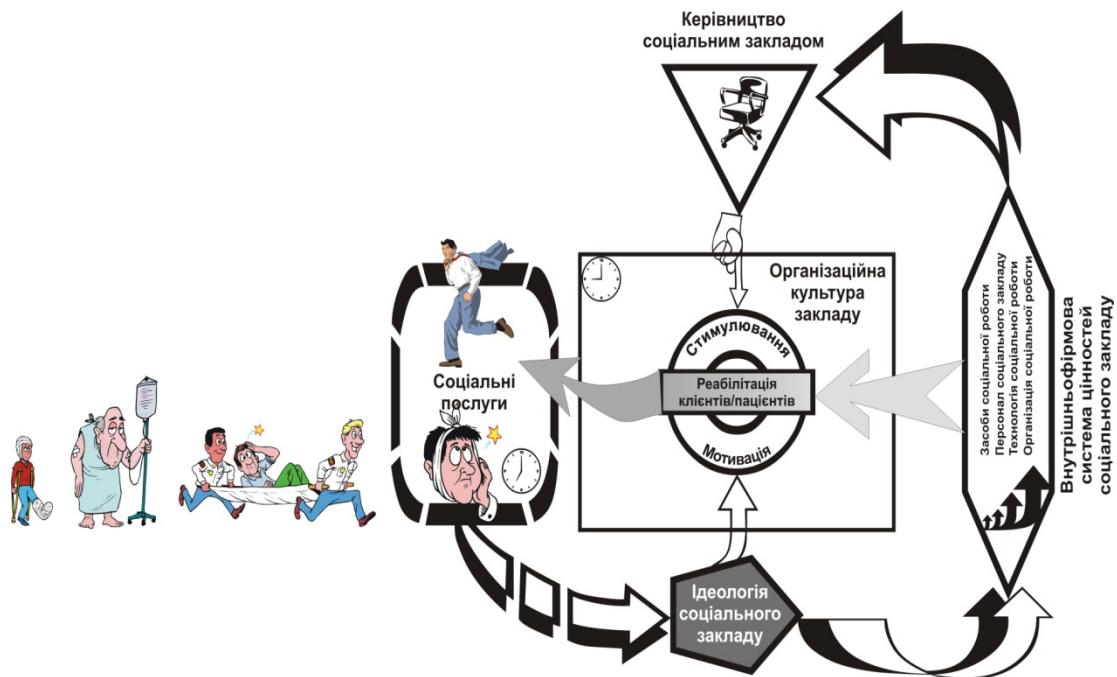 Керівництво
соціальним закладом
Організаційна
культура
закладу
Стимулювання
Реабілітація
клієнтів/пацієнтів
Мотивація
Соціальні
послуги
Ідеологія
соціального
закладу
Засоби соціальної роботи
Персонал соціального закладу
Технологія соціальної роботи
Організація соціальної роботи
Внутрішньофірмова
система цінностей
соціального закладу